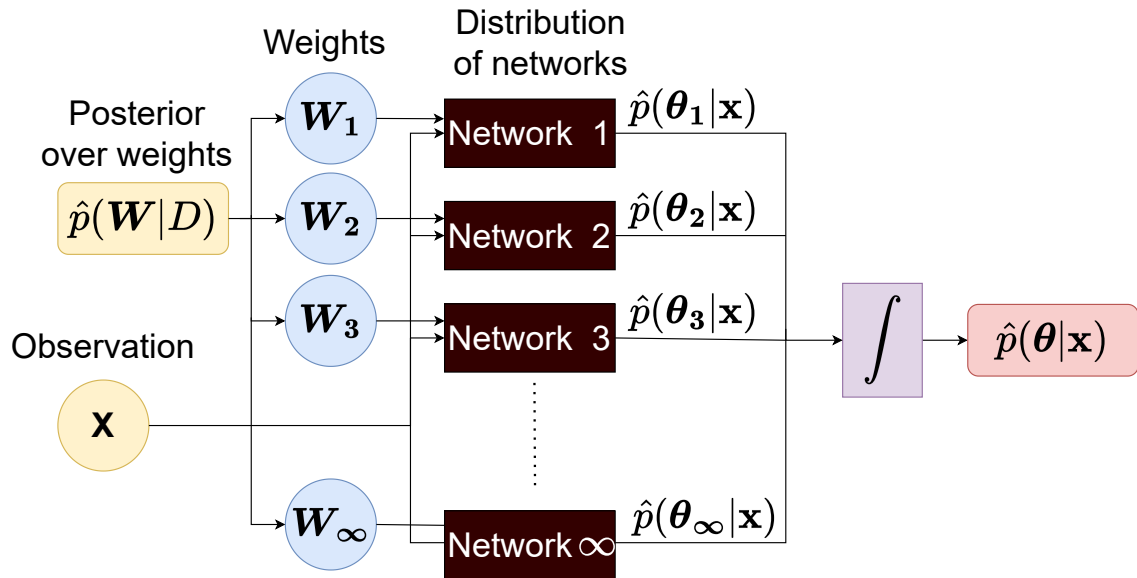 Weights
Distribution
of networks
Posterior
over weights
p̂(W|D)
Observation
X
W₁
W₂
W₃
W∞
Network 1
Network 2
Network 3
Network ∞
p̂(θ₁|x)
p̂(θ₂|x)
p̂(θ₃|x)
p̂(θ∞|x)
∫
p̂(θ|x)